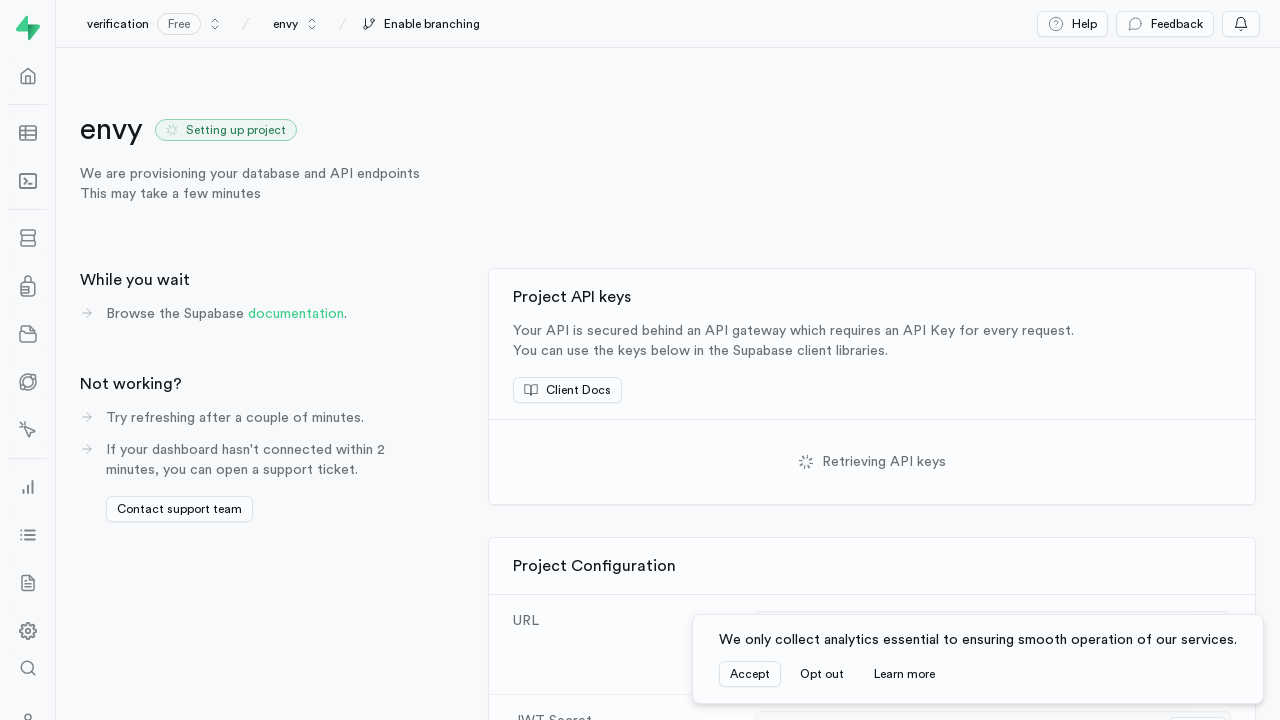 verification Free / envy / Enable branching Help Feedback
envy Setting up project
We are provisioning your database and API endpoints
This may take a few minutes
While you wait
Browse the Supabase documentation.
Not working?
Try refreshing after a couple of minutes.
If your dashboard hasn't connected within 2
minutes, you can open a support ticket.
Contact support team
Project API keys
Your API is secured behind an API gateway which requires an API Key for every request.
You can use the keys below in the Supabase client libraries.
Client Docs
Retrieving API keys
Project Configuration
URL
JWT Secret
We only collect analytics essential to ensuring smooth operation of our services.
Accept Opt out Learn more